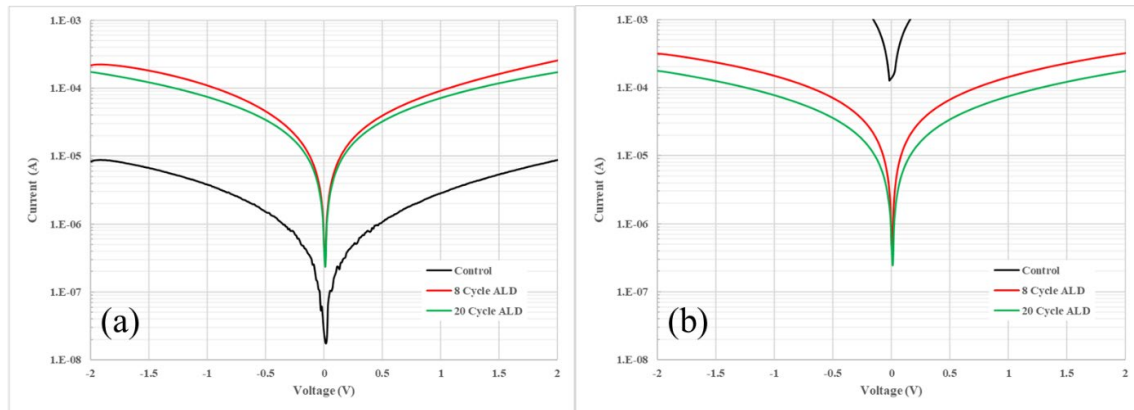 1.E-03
1.E-04
1.E-05
1.E-06
1.E-07
1.E-08
Current (A)
-2 -1.5 -1 -0.5 0 0.5 1 1.5 2
Voltage (V)
Control
8 Cycle ALD
20 Cycle ALD
(a)
1.E-03
1.E-04
1.E-05
1.E-06
1.E-07
1.E-08
Current (A)
-2 -1.5 -1 -0.5 0 0.5 1 1.5 2
Voltage (V)
Control
8 Cycle ALD
20 Cycle ALD
(b)